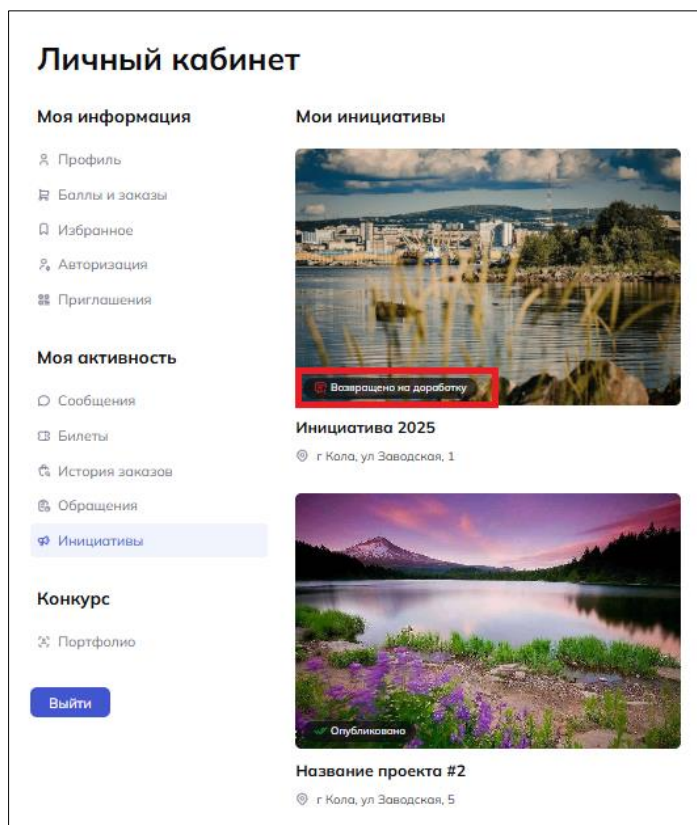 Личный кабинет
Моя информация
Профиль
Баллы и заказы
Избранное
Авторизация
Приглашения
Моя активность
Сообщения
Билеты
История заказов
Обращения
Инициативы
Конкурс
Портфолио
Выйти
Мои инициативы
Возвращено на доработку
Инициатива 2025
г Кола, ул Заводская, 1
Опубликовано
Название проекта #2
г Кола, ул Заводская, 5